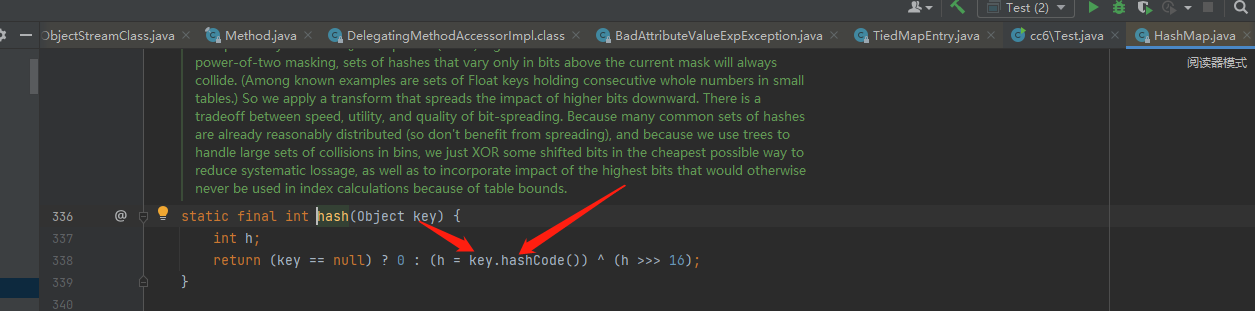 Test (2)
ObjectStreamClass.java × Method.java × DelegatingMethodAccessorImpl.class × BadAttributeValueExpException.java × TiedMapEntry.java × cc6\Test.java × HashMap.java ×
阅读器模式
power-of-two masking, sets of hashes that vary only in bits above the current mask will always
collide. (Among known examples are sets of Float keys holding consecutive whole numbers in small
tables.) So we apply a transform that spreads the impact of higher bits downward. There is a
tradeoff between speed, utility, and quality of bit-spreading. Because many common sets of hashes
are already reasonably distributed (so don't benefit from spreading), and because we use trees to
handle large sets of collisions in bins, we just XOR some shifted bits in the cheapest possible way to
reduce systematic lossage, as well as to incorporate impact of the highest bits that would otherwise
never be used in index calculations because of table bounds.
336 @ static final int hash(Object key) {
337 int h;
338 return (key == null) ? 0 : (h = key.hashCode()) ^ (h >>> 16);
339 }
340